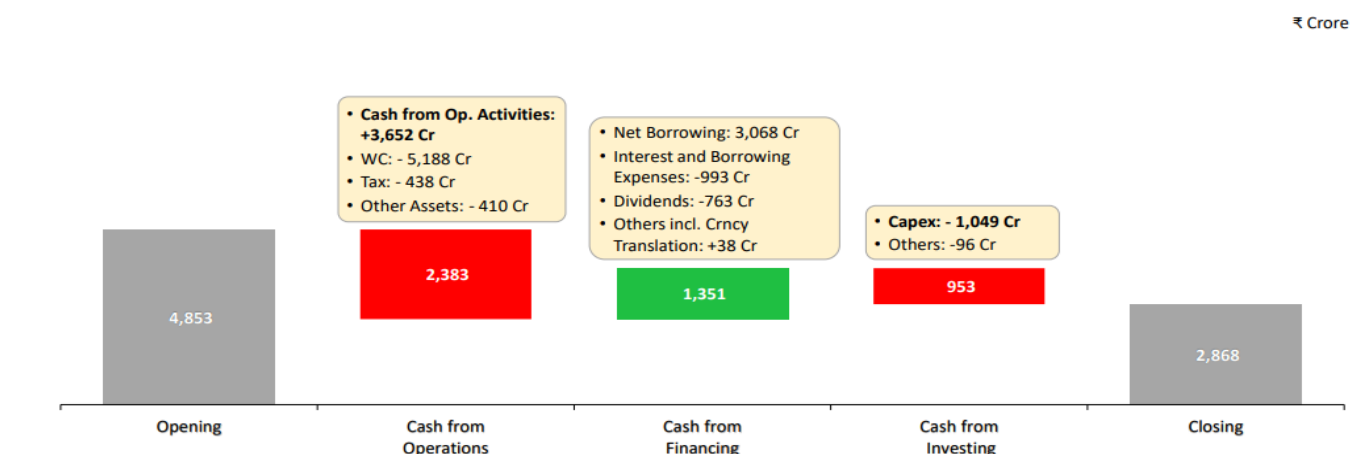 ₹ Crore
• Cash from Op. Activities:
+3,652 Cr
• WC: - 5,188 Cr
• Tax: - 438 Cr
• Other Assets: - 410 Cr
• Net Borrowing: 3,068 Cr
• Interest and Borrowing
Expenses: -993 Cr
• Dividends: -763 Cr
• Others incl. Crncy
Translation: +38 Cr
• Capex: - 1,049 Cr
• Others: -96 Cr
4,853
2,383
1,351
953
2,868
Opening
Cash from
Operations
Cash from
Financing
Cash from
Investing
Closing